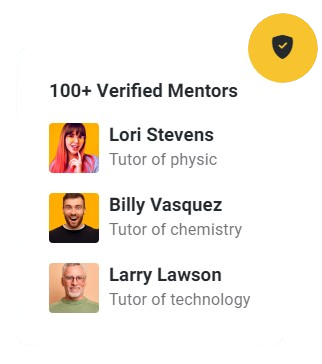 100+ Verified Mentors
Lori Stevens
Tutor of physic
Billy Vasquez
Tutor of chemistry
Larry Lawson
Tutor of technology